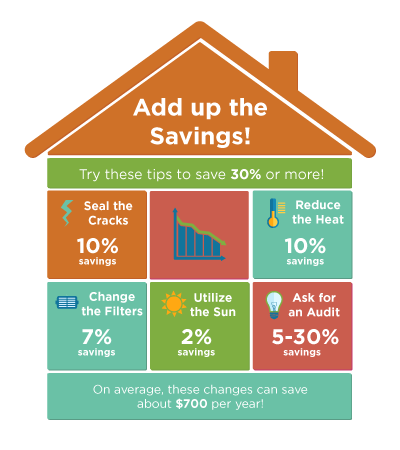 Add up the
Savings!
Try these tips to save 30% or more!
Seal the
Cracks
10%
savings
Reduce
the Heat
10%
savings
Change
the Filters
7%
savings
Utilize
the Sun
2%
savings
Ask for
an Audit
5-30%
savings
On average, these changes can save
about $700 per year!